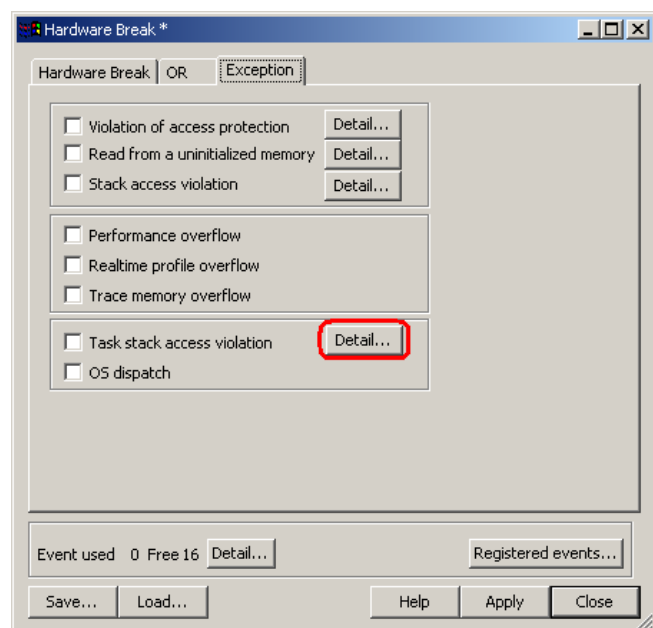 Hardware Break *
Hardware Break OR Exception
Violation of access protection Detail...
Read from a uninitialized memory Detail...
Stack access violation Detail...
Performance overflow
Realtime profile overflow
Trace memory overflow
Task stack access violation Detail...
OS dispatch
Event used 0 Free 16 Detail... Registered events...
Save... Load... Help Apply Close